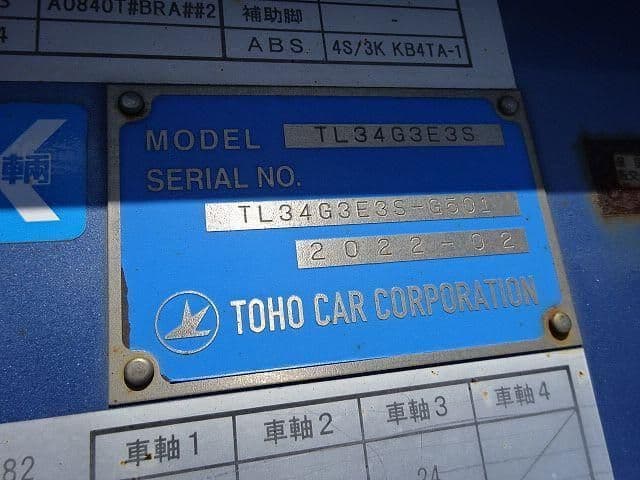 A0840T#BRA##2
補助脚
4
ABS
4S/3K KB4TA-1
輌
MODEL TL34G3E3S
SERIAL NO.
TL34G3E3S-G501
2022-02
TOHO CAR CORPORATION
車軸1 車軸2 車軸3 車軸4
82
24